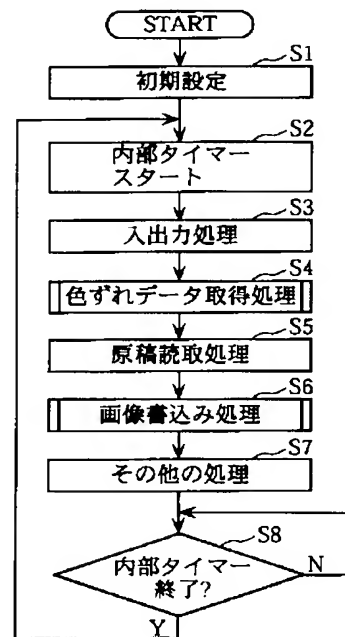 START
S1
初期設定
S2
内部タイマー
スタート
S3
入出力処理
S4
色ずれデータ取得処理
S5
原稿読取処理
S6
画像書込み処理
S7
その他の処理
S8
内部タイマー
終了?
N
Y